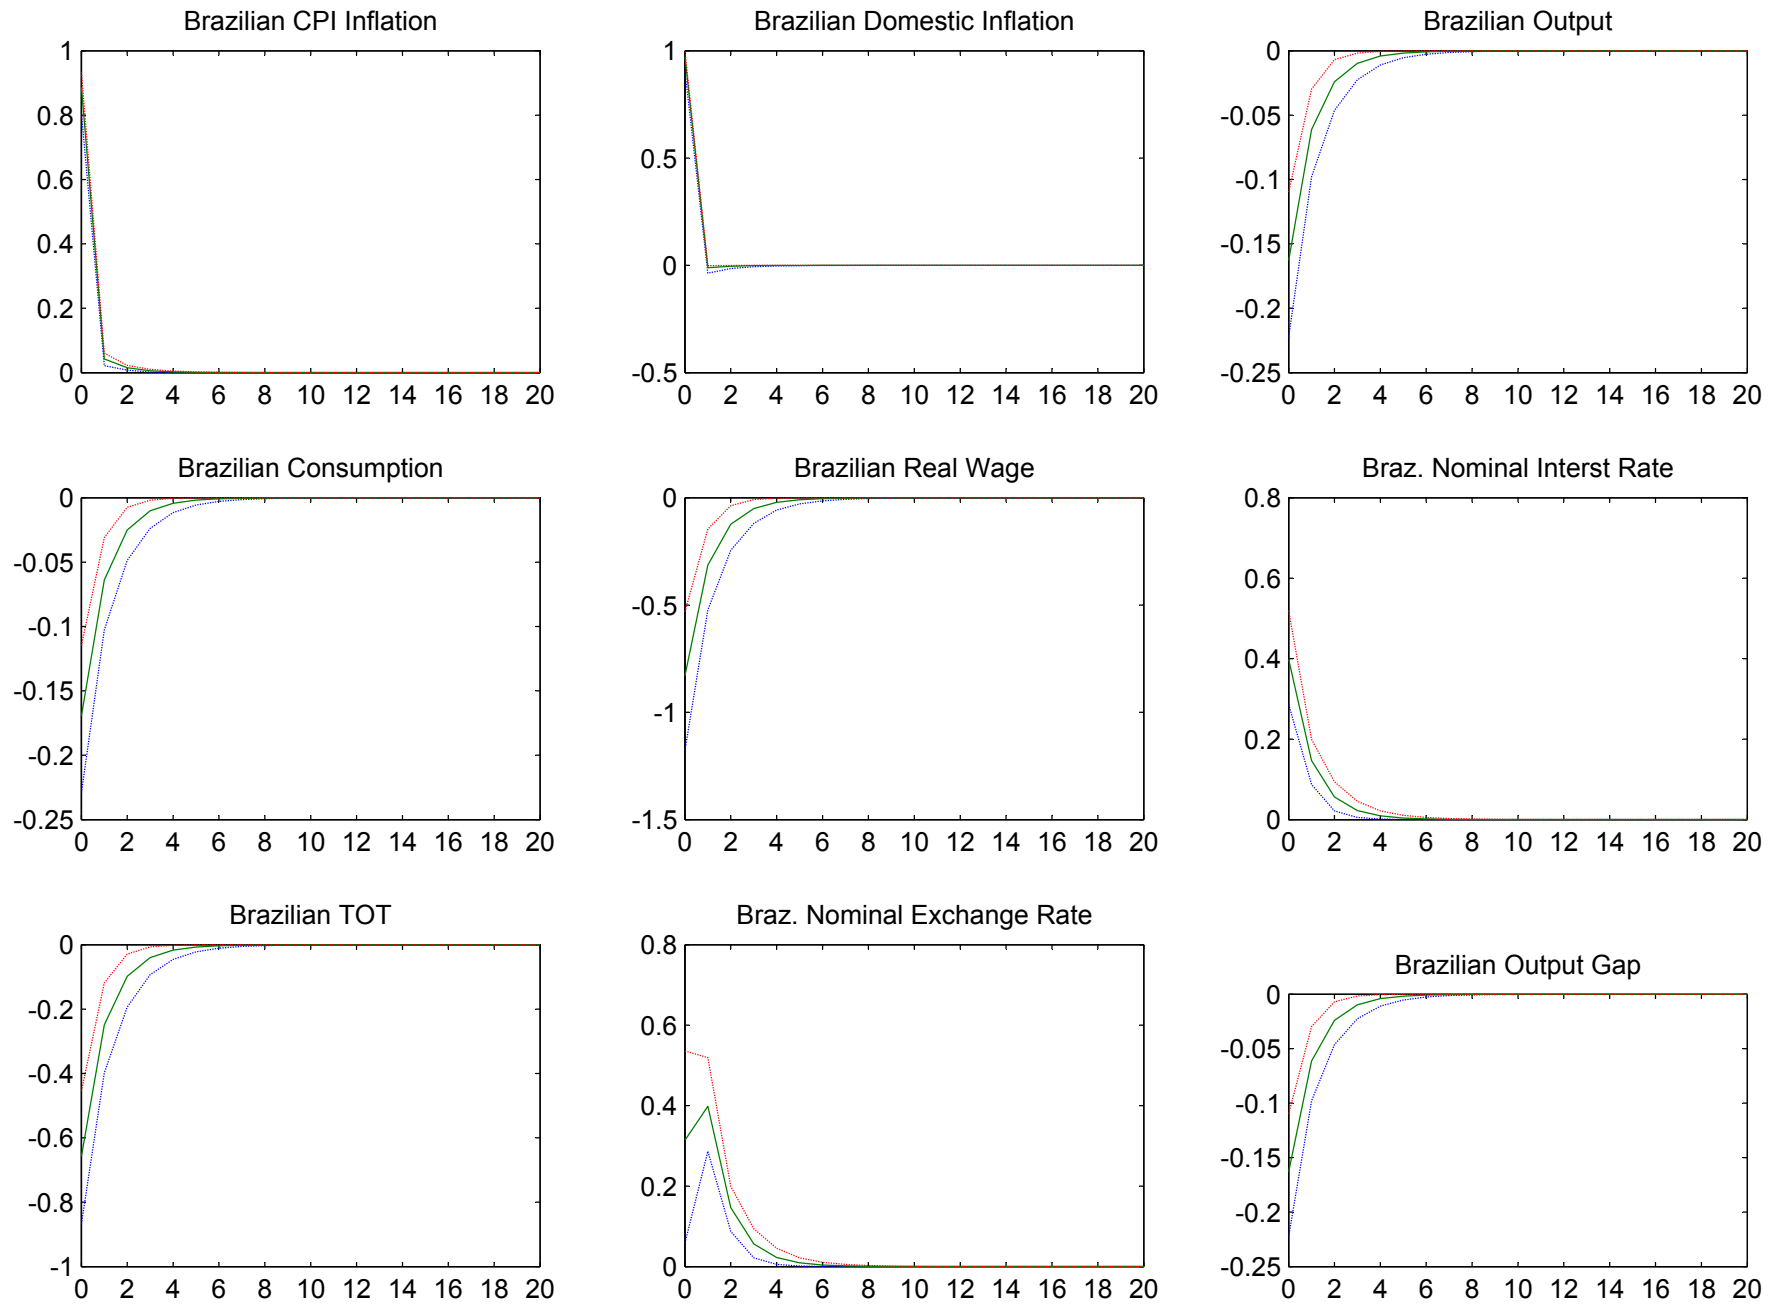 Brazilian CPI Inflation
Brazilian Domestic Inflation
Brazilian Output
1
0.8
0.6
0.4
0.2
0
0 2 4 6 8 10 12 14 16 18 20
1
0.5
0
-0.5
0 2 4 6 8 10 12 14 16 18 20
0
-0.05
-0.1
-0.15
-0.2
-0.25
0 2 4 6 8 10 12 14 16 18 20
Brazilian Consumption
Brazilian Real Wage
Braz. Nominal Interst Rate
0
-0.05
-0.1
-0.15
-0.2
-0.25
0 2 4 6 8 10 12 14 16 18 20
0
-0.5
-1
-1.5
0 2 4 6 8 10 12 14 16 18 20
0.8
0.6
0.4
0.2
0
0 2 4 6 8 10 12 14 16 18 20
Brazilian TOT
Braz. Nominal Exchange Rate
Brazilian Output Gap
0
-0.2
-0.4
-0.6
-0.8
-1
0 2 4 6 8 10 12 14 16 18 20
0.8
0.6
0.4
0.2
0
0 2 4 6 8 10 12 14 16 18 20
0
-0.05
-0.1
-0.15
-0.2
-0.25
0 2 4 6 8 10 12 14 16 18 20